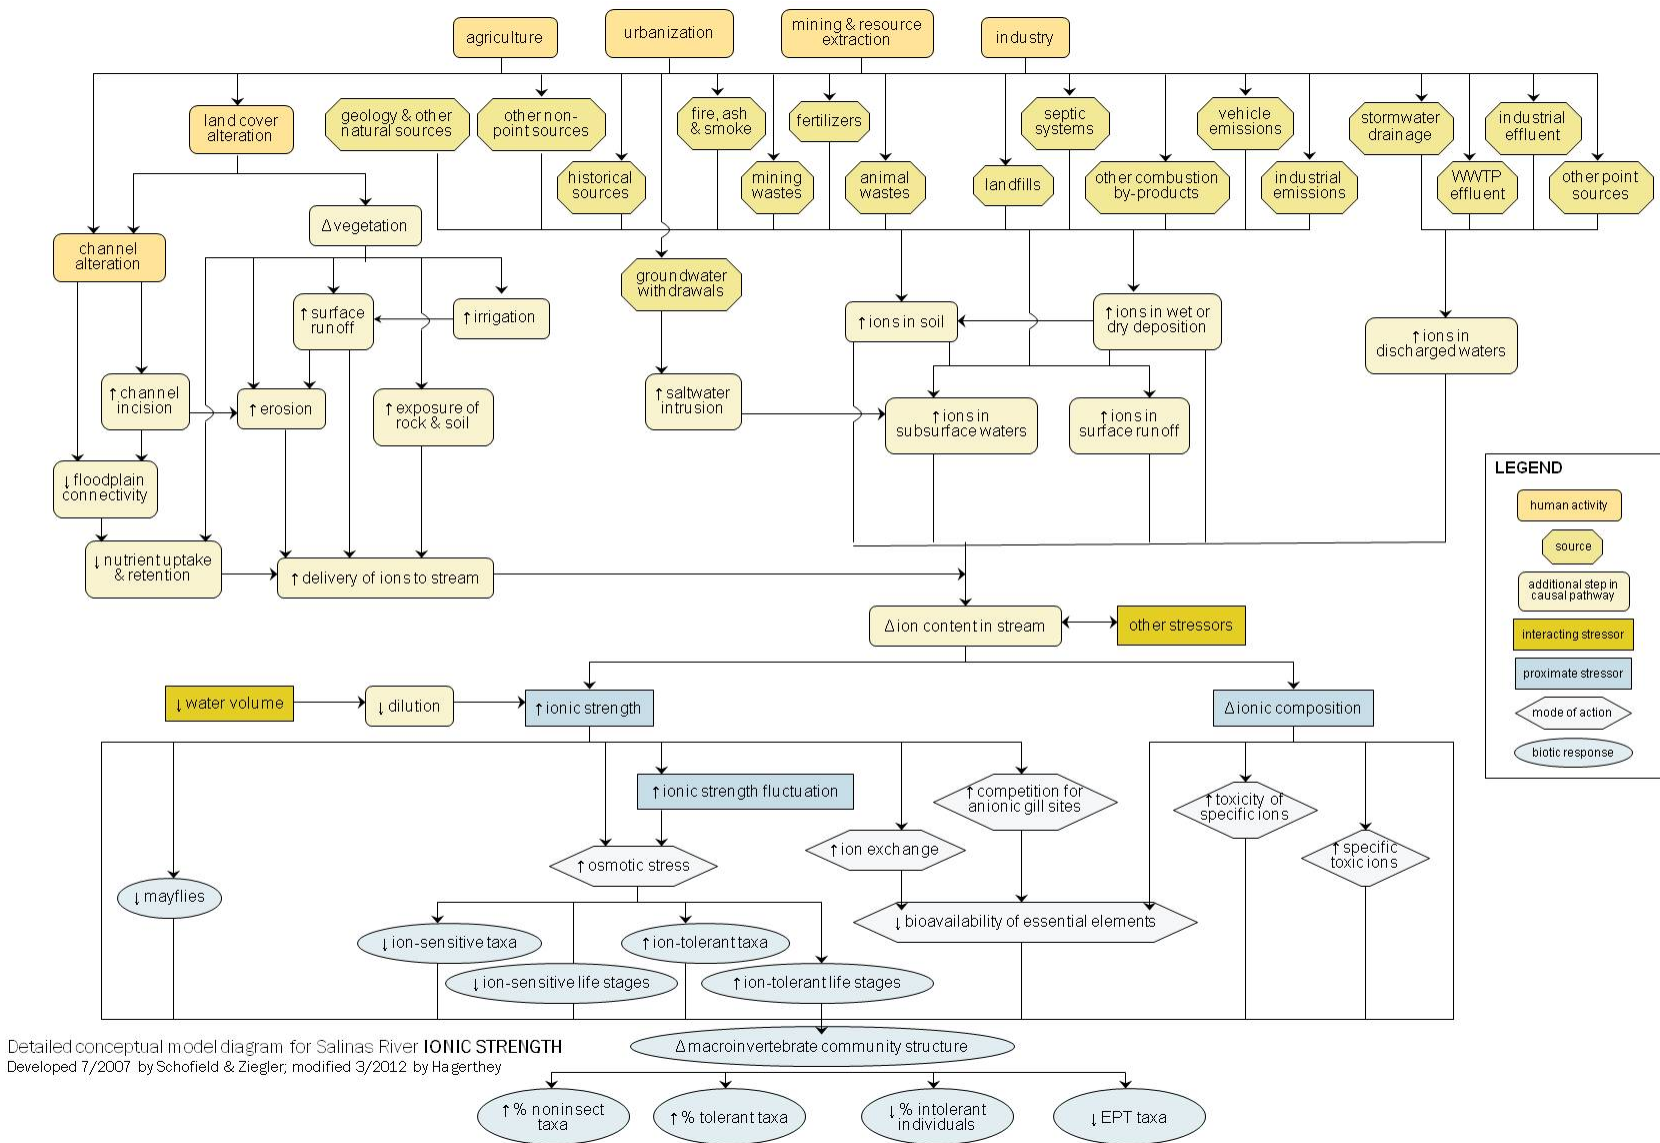 agriculture
urbanization
mining & resource
extraction
industry
land cover
alteration
geology & other
natural sources
other non-
point sources
historical
sources
fire, ash
& smoke
mining
wastes
fertilizers
animal
wastes
landfills
septic
systems
other combustion
by-products
vehicle
emissions
industrial
emissions
stormwater
drainage
WWTP
effluent
industrial
effluent
other point
sources
channel
alteration
Δ vegetation
groundwater
withdrawals
↑ surface
runoff
↑ irrigation
↑ ions in soil
↑ ions in wet or
dry deposition
↑ ions in
discharged waters
↑ channel
incision
↑ erosion
↑ exposure of
rock & soil
↑ saltwater
intrusion
↑ ions in
subsurface waters
↑ ions in
surface runoff
↓ floodplain
connectivity
↓ nutrient uptake
& retention
↑ delivery of ions to stream
Δ ion content in stream
other stressors
↓ water volume
↓ dilution
↑ ionic strength
Δ ionic composition
↑ ionic strength fluctuation
↑ competition for
anionic gill sites
↑ toxicity of
specific ions
↑ osmotic stress
↑ ion exchange
↑ specific
toxic ions
↓ mayflies
↓ bioavailability of essential elements
↓ ion-sensitive taxa
↑ ion-tolerant taxa
↓ ion-sensitive life stages
↑ ion-tolerant life stages
Δ macroinvertebrate community structure
↑ % noninsect
taxa
↑ % tolerant taxa
↓ % intolerant
individuals
↓ EPT taxa
LEGEND
human activity
source
additional step in
causal pathway
interacting stressor
proximate stressor
mode of action
biotic response
Detailed conceptual model diagram for Salinas River IONIC STRENGTH
Developed 7/2007 by Schofield & Ziegler; modified 3/2012 by Hagerthey